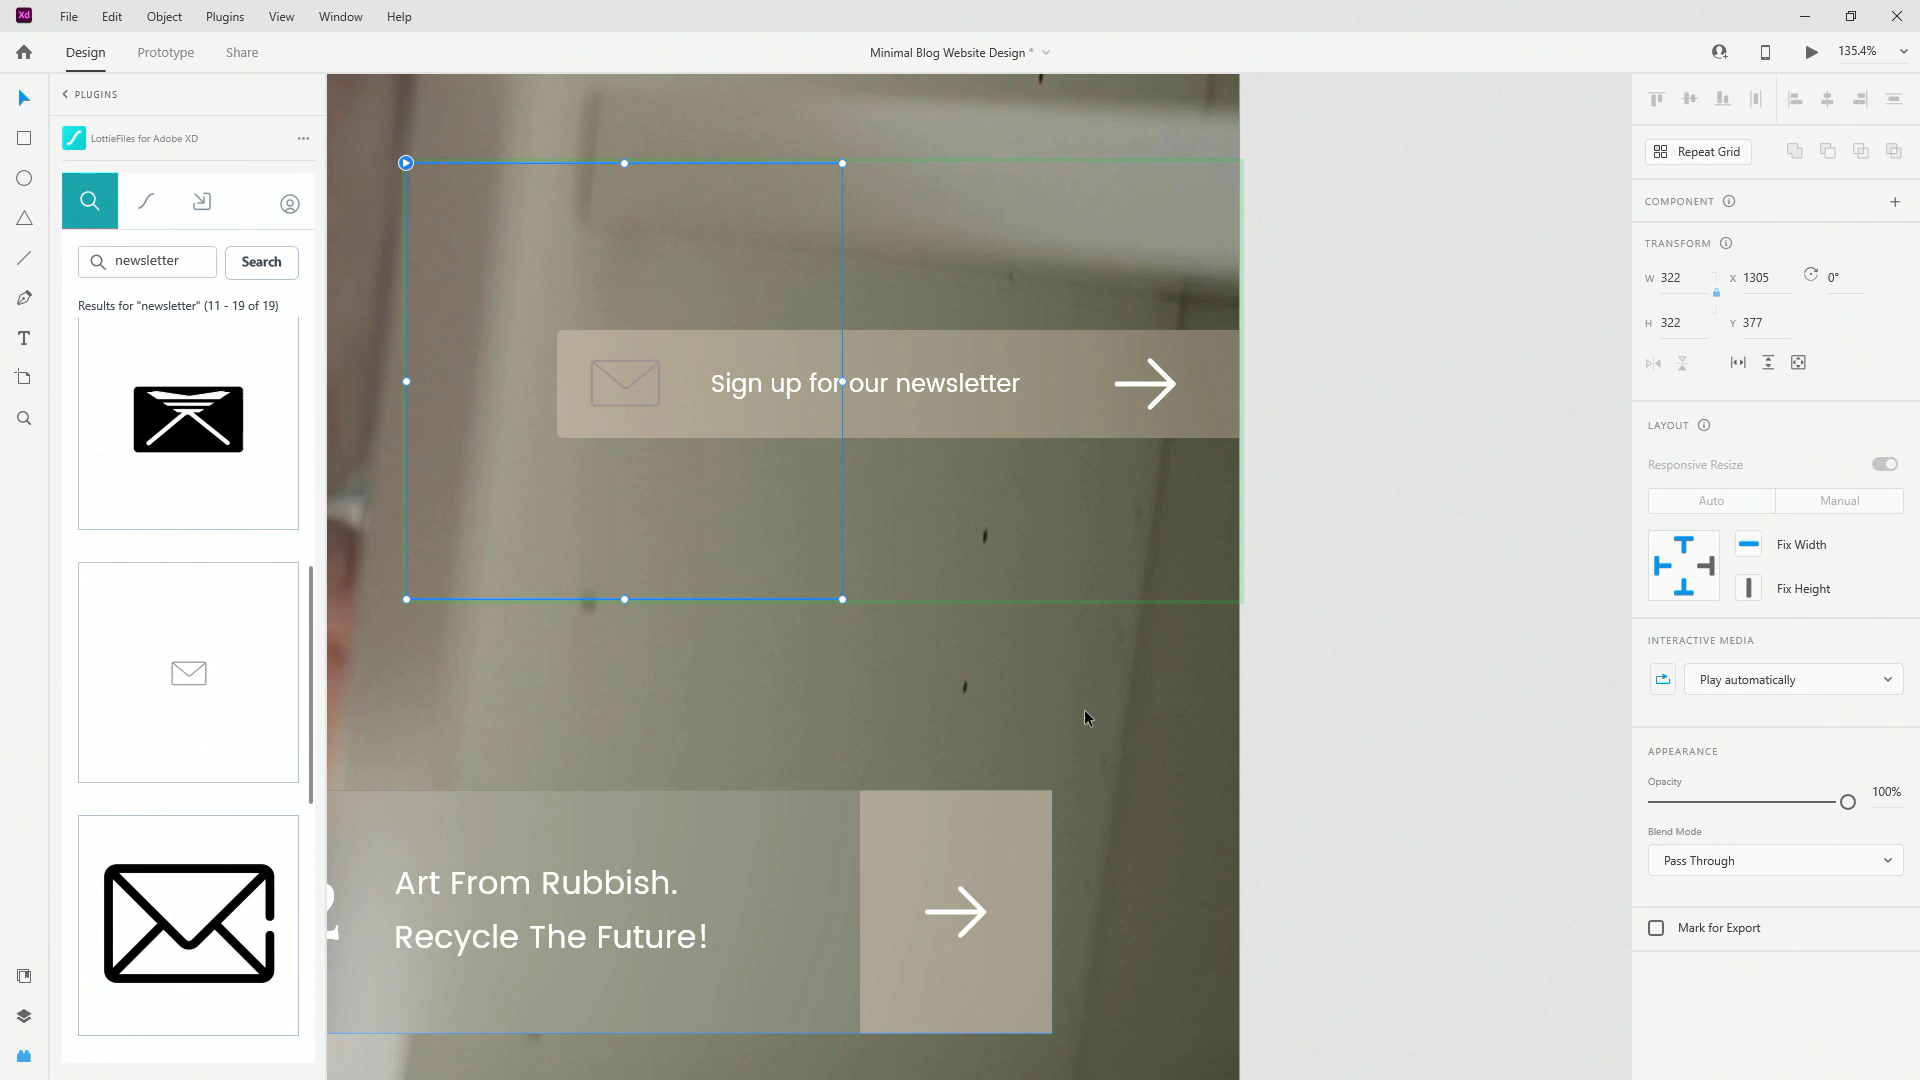 Xd File Edit Object Plugins View Window Help
Design Prototype Share Minimal Blog Website Design * 135.4%
PLUGINS
LottieFiles for Adobe XD
newsletter Search
Results for "newsletter" (11 - 19 of 19)
Sign up for our newsletter
Art From Rubbish.
Recycle The Future!
Repeat Grid
COMPONENT
TRANSFORM
W 322 X 1305 0°
H 322 Y 377
LAYOUT
Responsive Resize
Auto Manual
Fix Width
Fix Height
INTERACTIVE MEDIA
Play automatically
APPEARANCE
Opacity
100%
Blend Mode
Pass Through
Mark for Export